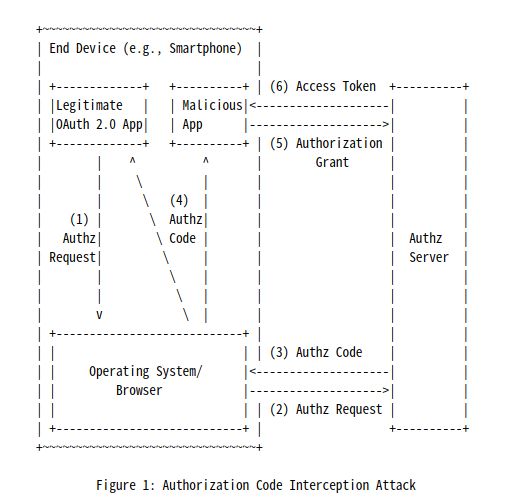 End Device (e.g., Smartphone)
(6) Access Token
Legitimate Malicious
OAuth 2.0 App App
(5) Authorization
Grant
(4)
(1) Authz
Authz Code Authz
Request Server
(3) Authz Code
Operating System/
Browser
(2) Authz Request
Figure 1: Authorization Code Interception Attack